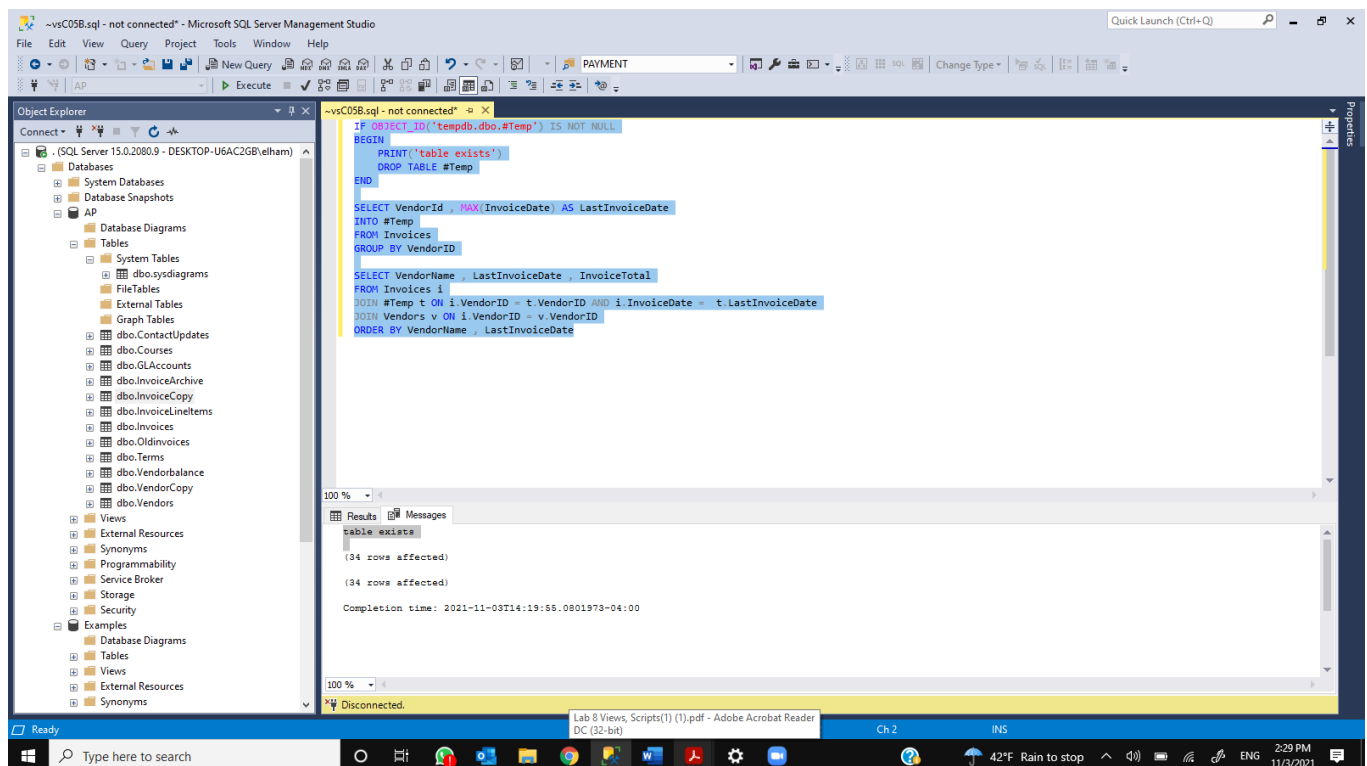 ~vsC05B.sql - not connected* - Microsoft SQL Server Management Studio
Quick Launch (Ctrl+Q)
File Edit View Query Project Tools Window Help
New Query MDX DMX XMLA DAX PAYMENT Change Type
AP Execute
Object Explorer
~vsC05B.sql - not connected*
Properties
Connect
. (SQL Server 15.0.2080.9 - DESKTOP-U6AC2GB\elham)
Databases
System Databases
Database Snapshots
AP
Database Diagrams
Tables
System Tables
dbo.sysdiagrams
FileTables
External Tables
Graph Tables
dbo.ContactUpdates
dbo.Courses
dbo.GLAccounts
dbo.InvoiceArchive
dbo.InvoiceCopy
dbo.InvoiceLineItems
dbo.Invoices
dbo.Oldinvoices
dbo.Terms
dbo.Vendorbalance
dbo.VendorCopy
dbo.Vendors
Views
External Resources
Synonyms
Programmability
Service Broker
Storage
Security
Examples
Database Diagrams
Tables
Views
External Resources
Synonyms
IF OBJECT_ID('tempdb.dbo.#Temp') IS NOT NULL
BEGIN
PRINT('table exists')
DROP TABLE #Temp
END
SELECT VendorId , MAX(InvoiceDate) AS LastInvoiceDate
INTO #Temp
FROM Invoices
GROUP BY VendorID
SELECT VendorName , LastInvoiceDate , InvoiceTotal
FROM Invoices i
JOIN #Temp t ON i.VendorID = t.VendorID AND i.InvoiceDate = t.LastInvoiceDate
JOIN Vendors v ON i.VendorID = v.VendorID
ORDER BY VendorName , LastInvoiceDate
100 %
Results Messages
table exists
(34 rows affected)
(34 rows affected)
Completion time: 2021-11-03T14:19:55.0801973-04:00
100 %
Disconnected.
Lab 8 Views, Scripts(1) (1).pdf - Adobe Acrobat Reader
DC (32-bit)
Ready Ch 2 INS
Type here to search
42°F Rain to stop
ENG
2:29 PM
11/3/2021